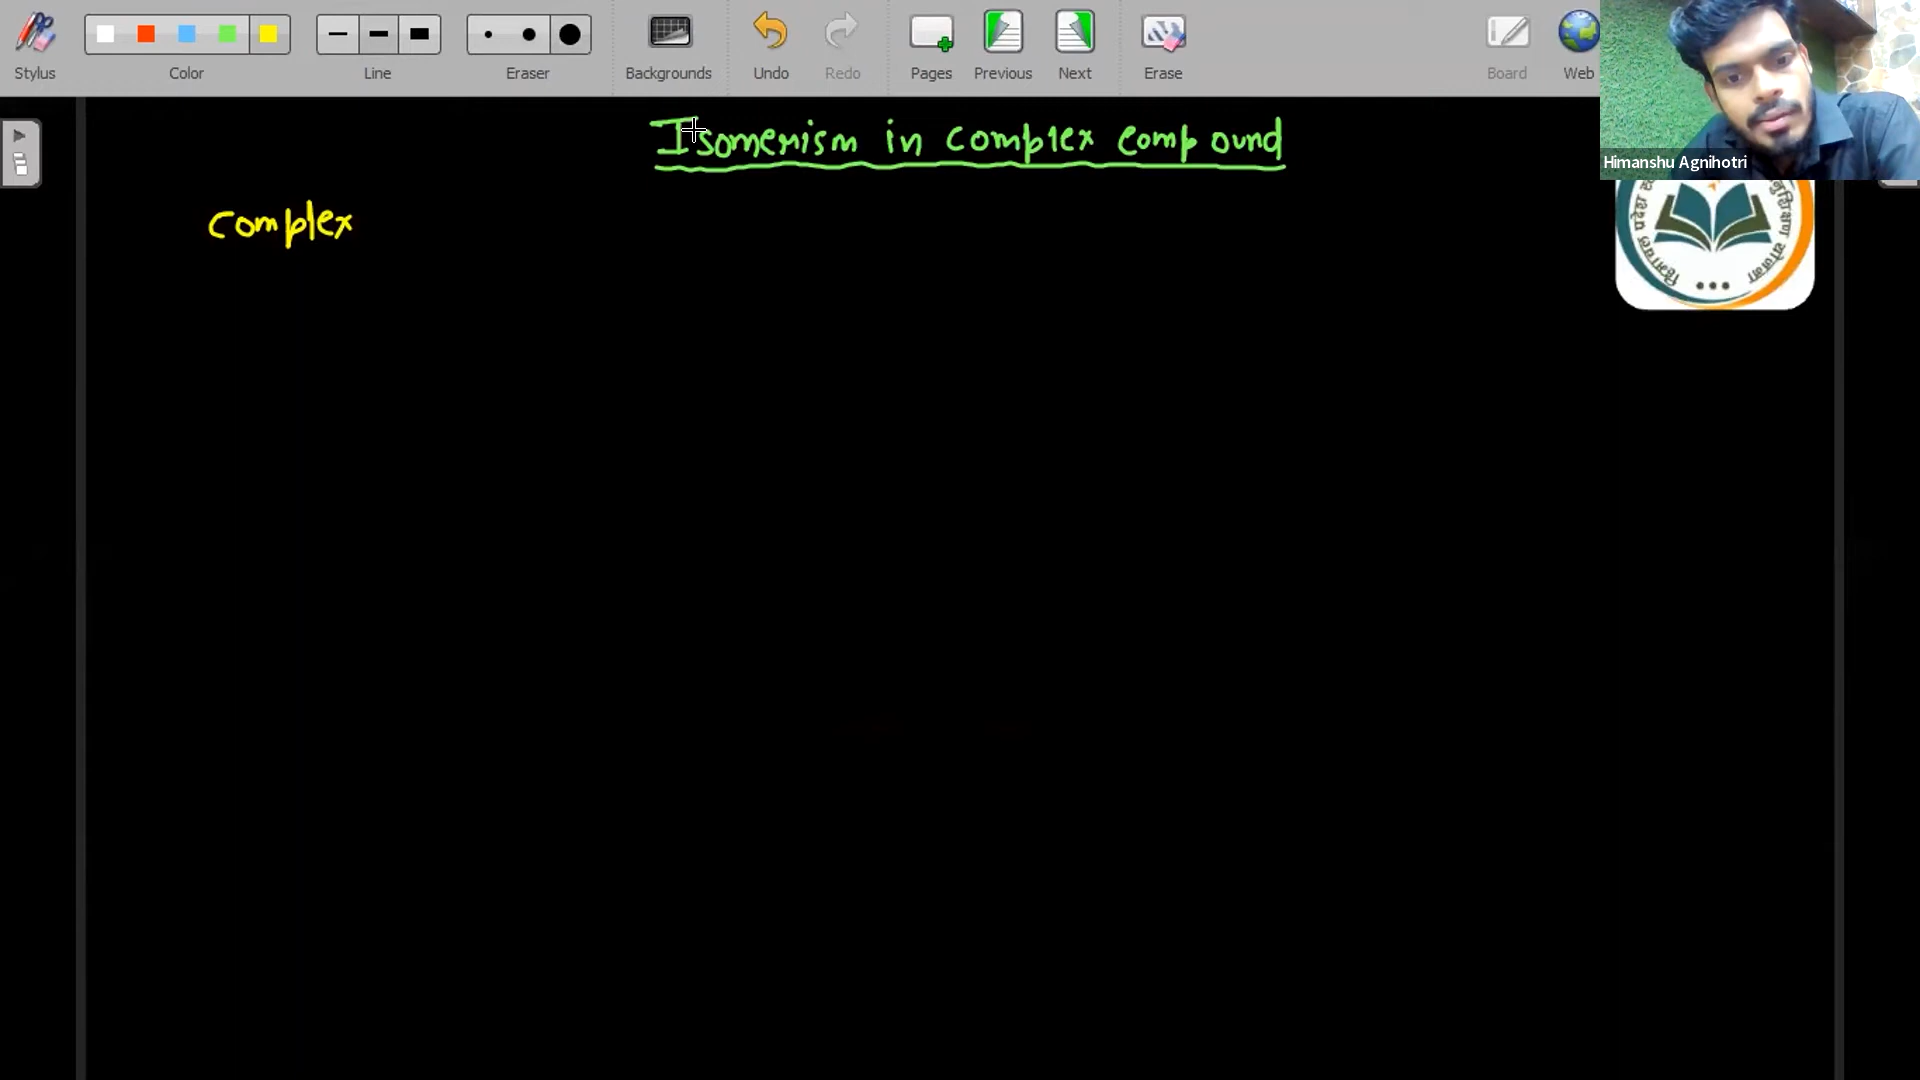 Stylus
Color
Line
Eraser
Backgrounds
Undo
Redo
Pages
Previous
Next
Erase
Board
Web
Himanshu Agnihotri
Isomerism in complex compound
complex